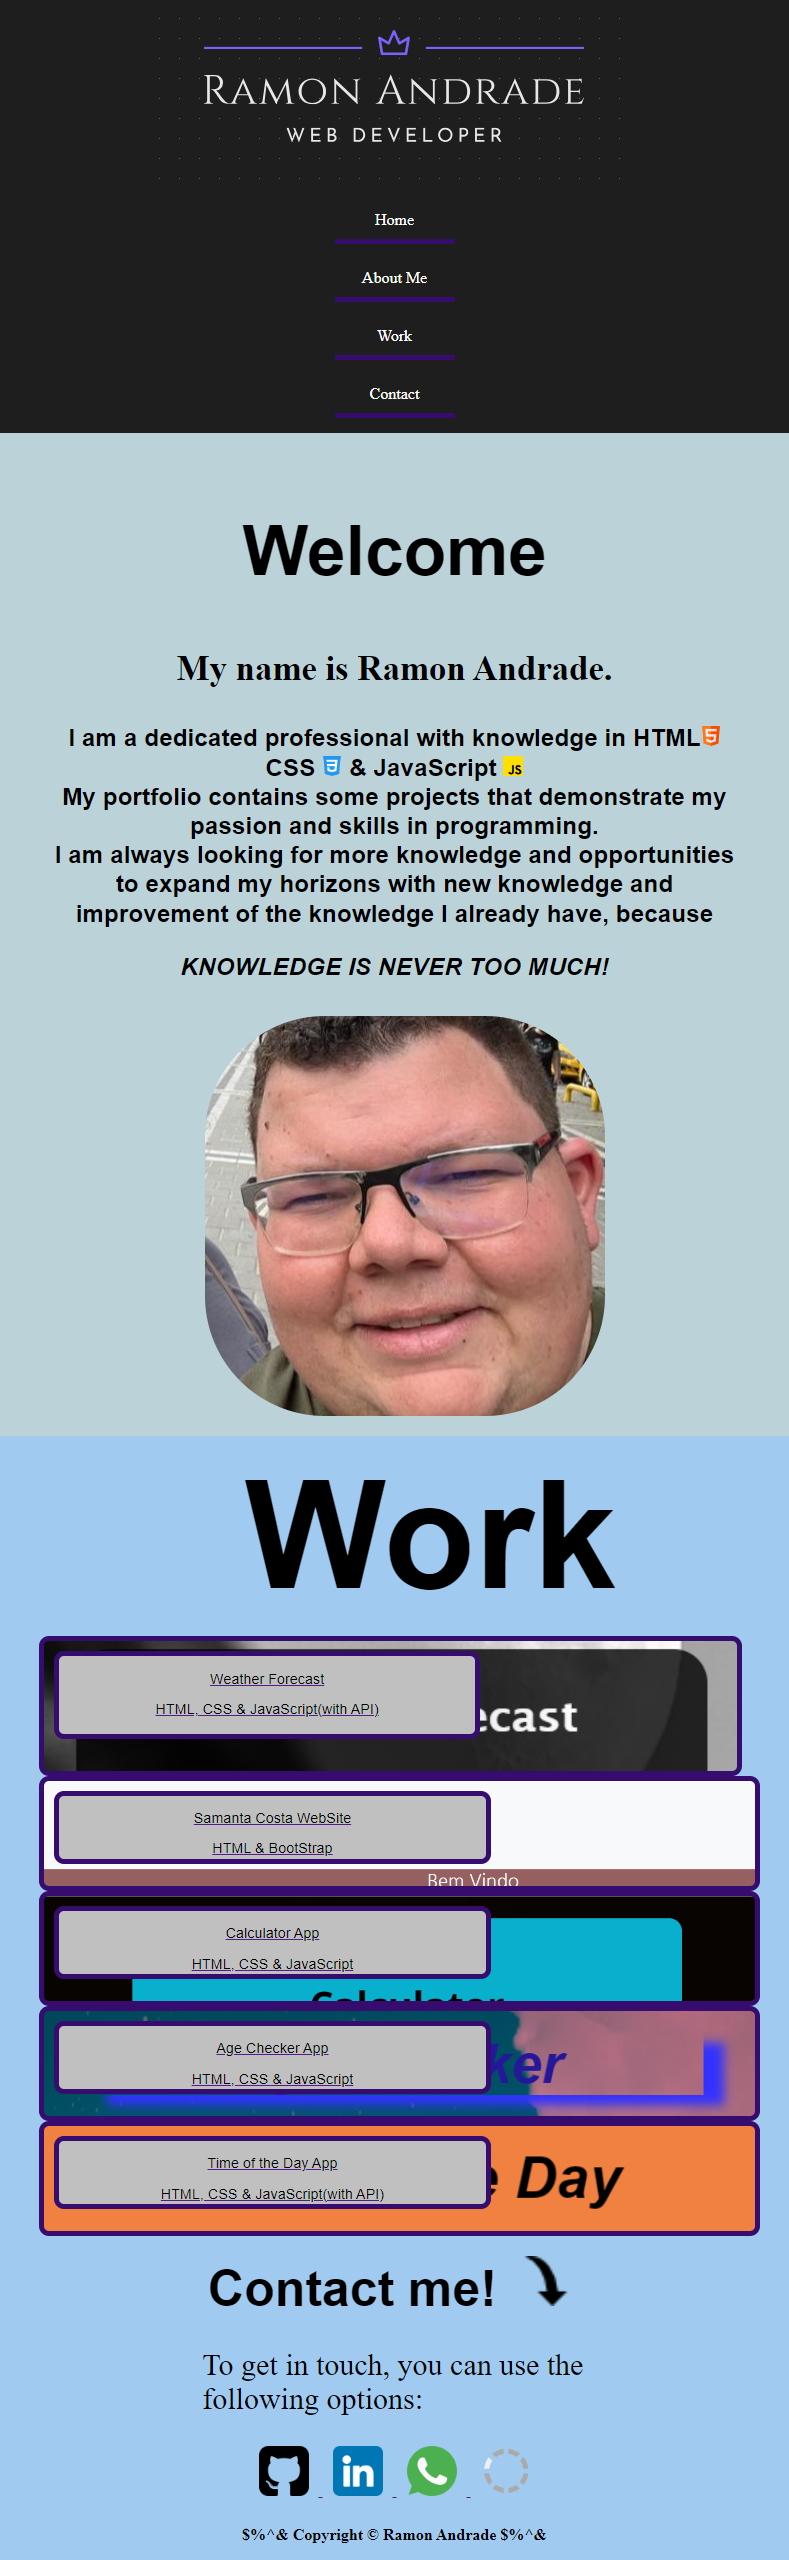 RAMON ANDRADE
WEB DEVELOPER
Home
About Me
Work
Contact
Welcome
My name is Ramon Andrade.
I am a dedicated professional with knowledge in HTML
CSS & JavaScript JS
My portfolio contains some projects that demonstrate my
passion and skills in programming.
I am always looking for more knowledge and opportunities
to expand my horizons with new knowledge and
improvement of the knowledge I already have, because
KNOWLEDGE IS NEVER TOO MUCH!
Work
Weather Forecast
HTML, CSS & JavaScript(with API)
ecast
Samanta Costa WebSite
HTML & BootStrap
Bem Vindo
Calculator App
HTML, CSS & JavaScript
Calculator
Age Checker App
HTML, CSS & JavaScript
ker
Time of the Day App
HTML, CSS & JavaScript(with API)
e Day
Contact me!
To get in touch, you can use the
following options:
in
$%^& Copyright © Ramon Andrade $%^&